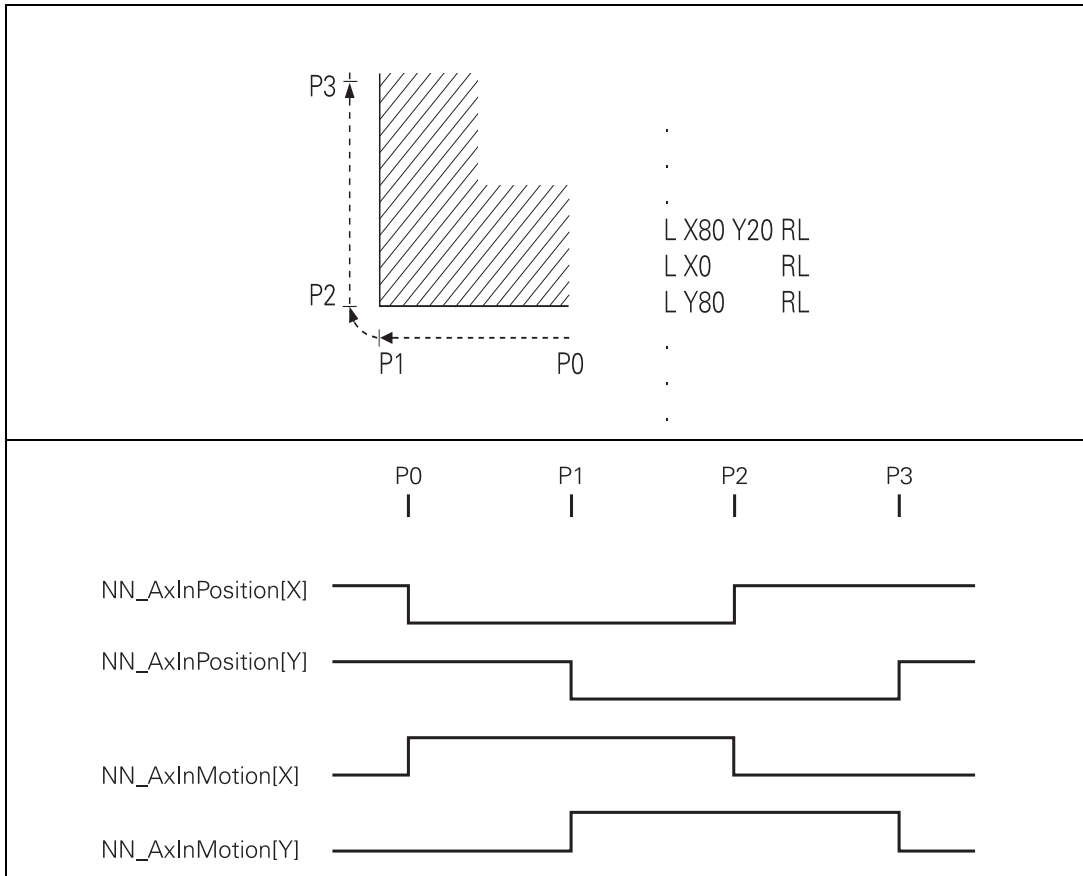 P3
P2
P1
P0
.
.
.
L X80 Y20 RL
L X0 RL
L Y80 RL
.
.
.
P0 P1 P2 P3
NN_AxInPosition[X]
NN_AxInPosition[Y]
NN_AxInMotion[X]
NN_AxInMotion[Y]